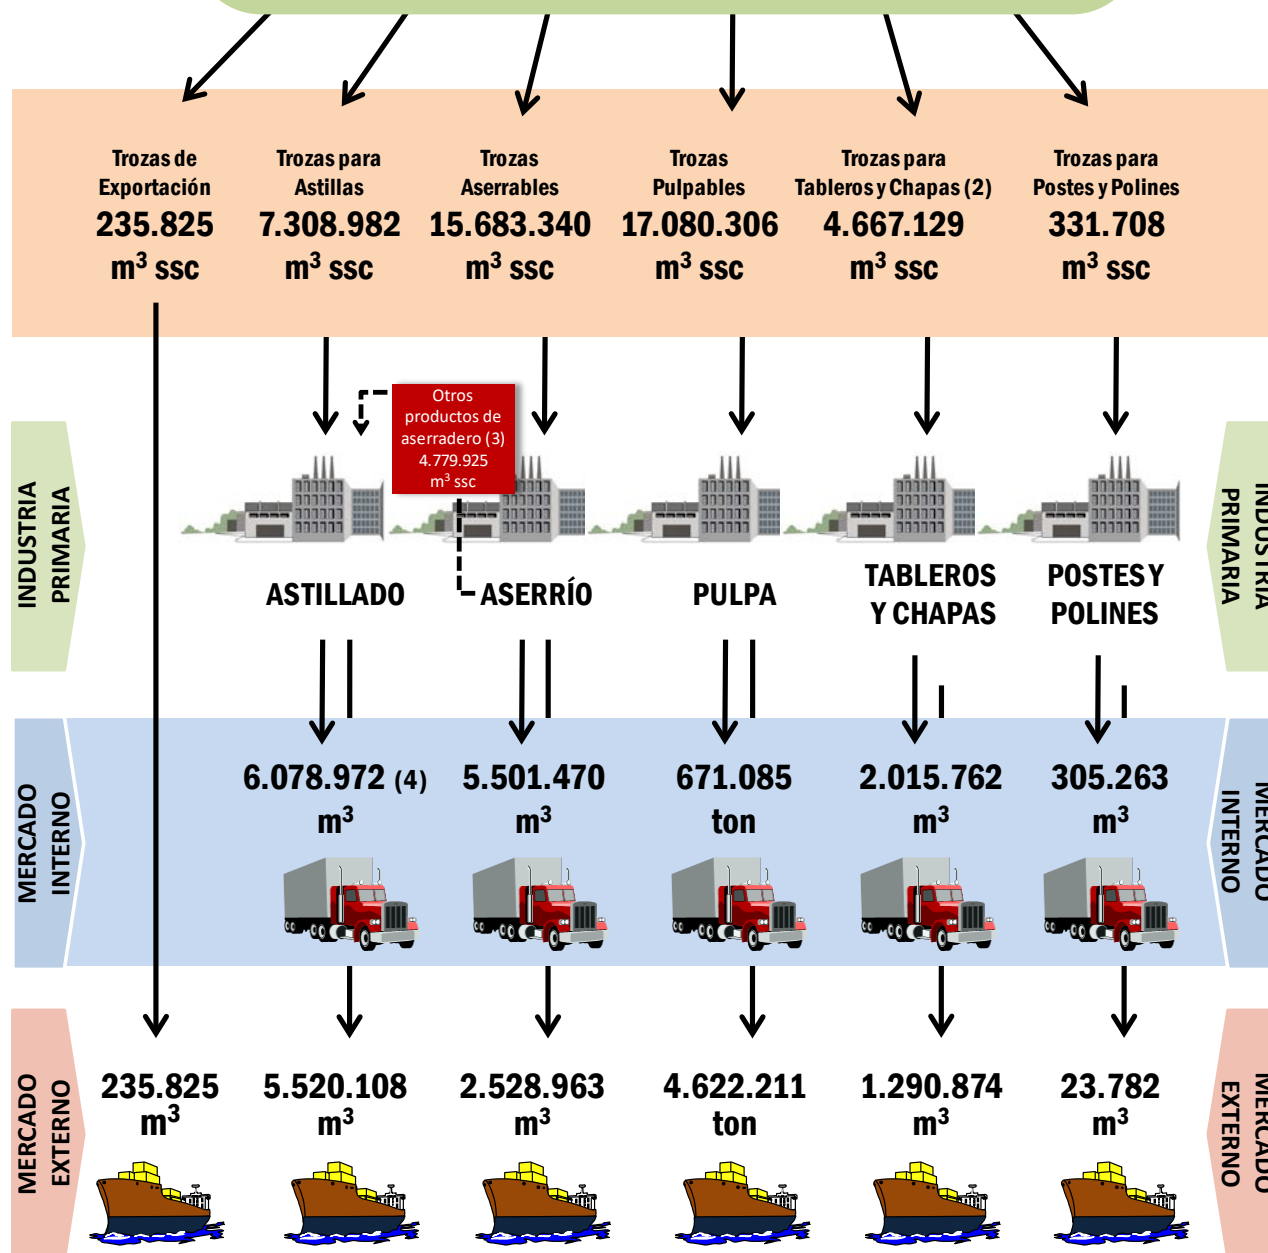 Trozas de
Exportación
235.825
m³ ssc
Trozas para
Astillas
7.308.982
m³ ssc
Trozas
Aserrables
15.683.340
m³ ssc
Trozas
Pulpables
17.080.306
m³ ssc
Trozas para
Tableros y Chapas (2)
4.667.129
m³ ssc
Trozas para
Postes y Polines
331.708
m³ ssc
Otros
productos de
aserradero (3)
4.779.925
m³ ssc
INDUSTRIA
PRIMARIA
ASTILLADO
ASERRÍO
PULPA
TABLEROS
Y CHAPAS
POSTES Y
POLINES
INDUSTRIA
PRIMARIA
MERCADO
INTERNO
6.078.972 (4)
m³
5.501.470
m³
671.085
ton
2.015.762
m³
305.263
m³
MERCADO
INTERNO
MERCADO
EXTERNO
235.825
m³
5.520.108
m³
2.528.963
m³
4.622.211
ton
1.290.874
m³
23.782
m³
MERCADO
EXTERNO